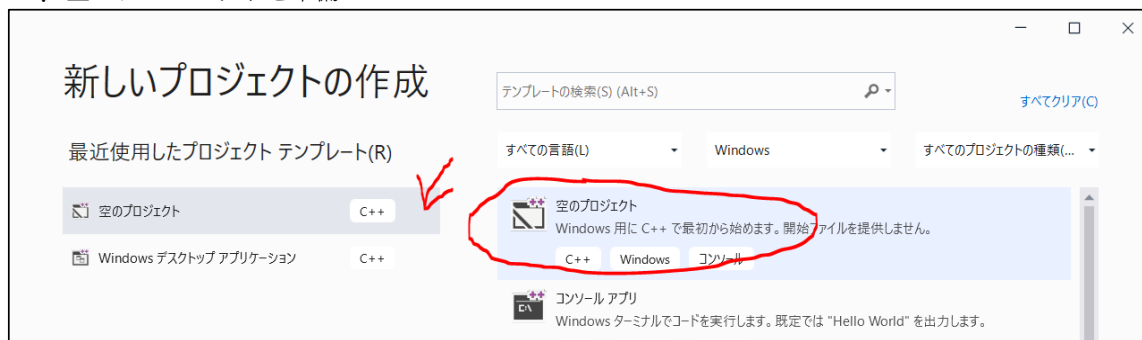 新しいプロジェクトの作成
テンプレートの検索(S) (Alt+S)
すべてクリア(C)
最近使用したプロジェクト テンプレート(R)
すべての言語(L)
Windows
すべてのプロジェクトの種類(...
空のプロジェクト
C++
Windows デスクトップ アプリケーション
C++
空のプロジェクト
Windows 用に C++ で最初から始めます。開始ファイルを提供しません。
C++
Windows
コンソール
コンソール アプリ
Windows ターミナルでコードを実行します。既定では "Hello World" を出力します。